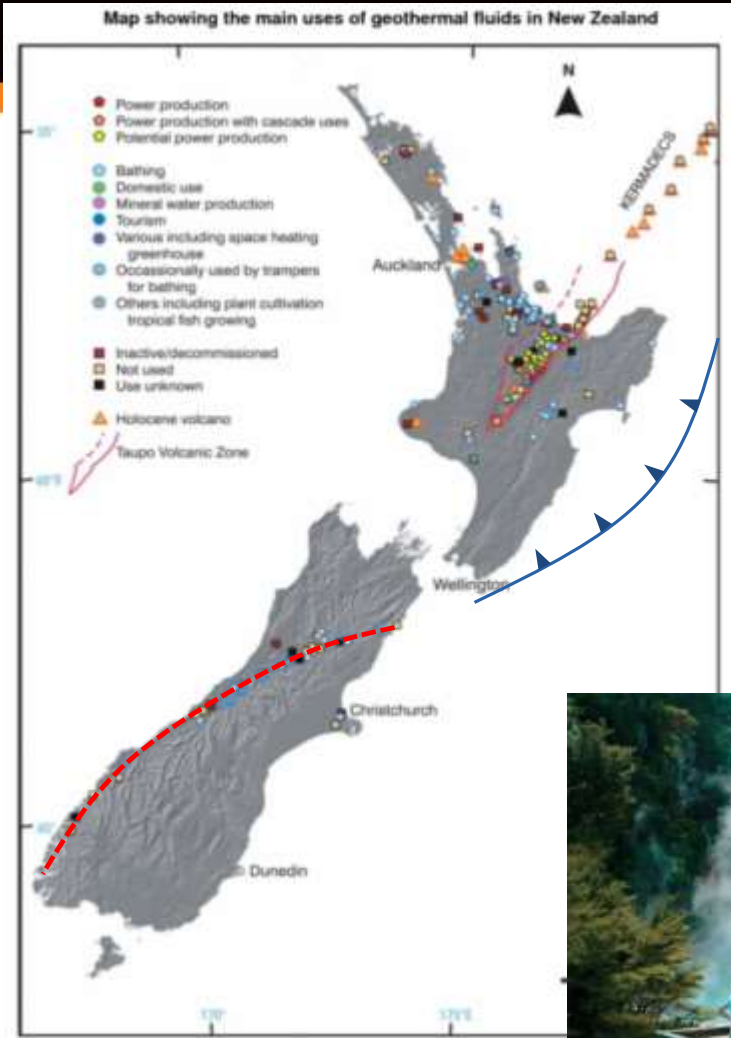 Map showing the main uses of geothermal fluids in New Zealand
N
Power production
Power production with cascade uses
Potential power production
KERMADECS
Bathing
Domestic use
Mineral water production
Tourism
Various including space heating
greenhouse
Auckland
Occassionally used by trampers
for bathing
Others including plant cultivation
tropical fish growing
Inactive/decommissioned
Not used
Use unknown
Holocene volcano
Taupo Volcanic Zone
Wellington
Christchurch
Dunedin
170°
175°E